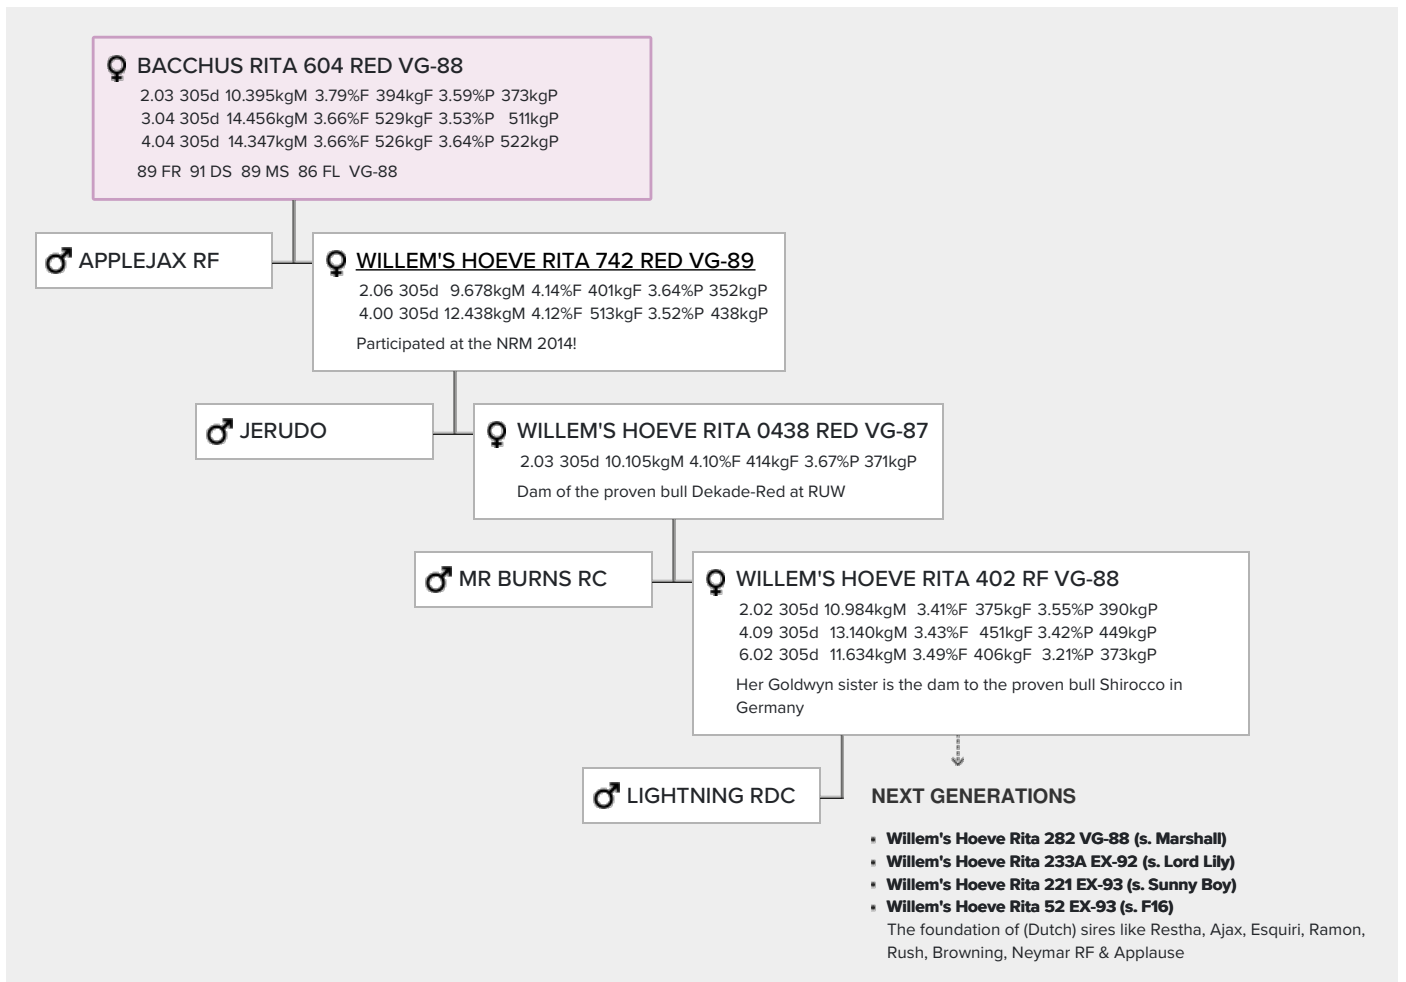 BACCHUS RITA 604 RED VG-88
2.03 305d 10.395kgM 3.79%F 394kgF 3.59%P 373kgP
3.04 305d 14.456kgM 3.66%F 529kgF 3.53%P 511kgP
4.04 305d 14.347kgM 3.66%F 526kgF 3.64%P 522kgP
89 FR 91 DS 89 MS 86 FL VG-88
APPLEJAX RF
WILLEM'S HOEVE RITA 742 RED VG-89
2.06 305d 9.678kgM 4.14%F 401kgF 3.64%P 352kgP
4.00 305d 12.438kgM 4.12%F 513kgF 3.52%P 438kgP
Participated at the NRM 2014!
JERUDO
WILLEM'S HOEVE RITA 0438 RED VG-87
2.03 305d 10.105kgM 4.10%F 414kgF 3.67%P 371kgP
Dam of the proven bull Dekade-Red at RUW
MR BURNS RC
WILLEM'S HOEVE RITA 402 RF VG-88
2.02 305d 10.984kgM 3.41%F 375kgF 3.55%P 390kgP
4.09 305d 13.140kgM 3.43%F 451kgF 3.42%P 449kgP
6.02 305d 11.634kgM 3.49%F 406kgF 3.21%P 373kgP
Her Goldwyn sister is the dam to the proven bull Shirocco in
Germany
LIGHTNING RDC
NEXT GENERATIONS
Willem's Hoeve Rita 282 VG-88 (s. Marshall)
Willem's Hoeve Rita 233A EX-92 (s. Lord Lily)
Willem's Hoeve Rita 221 EX-93 (s. Sunny Boy)
Willem's Hoeve Rita 52 EX-93 (s. F16)
The foundation of (Dutch) sires like Restha, Ajax, Esquiri, Ramon,
Rush, Browning, Neymar RF & Applause